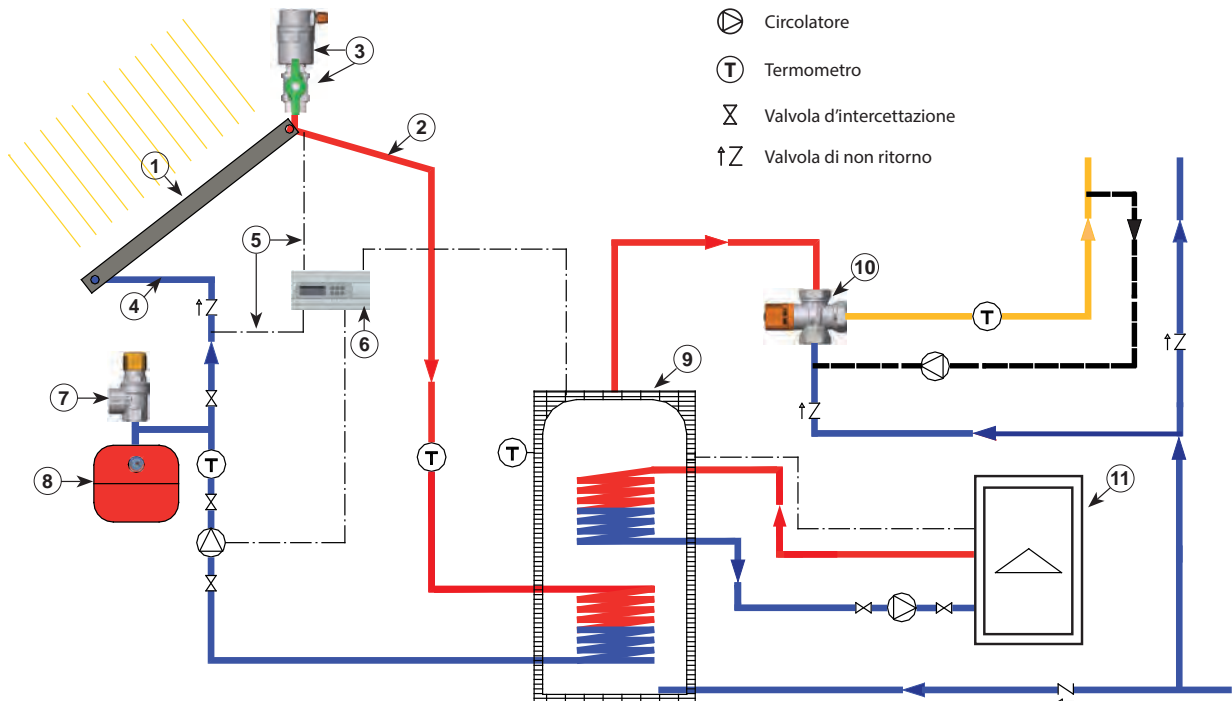 Circolatore
T Termometro
Valvola d'intercettazione
Valvola di non ritorno
3
2
1
5
4
6
10
T
7
9
T
T
T
8
11